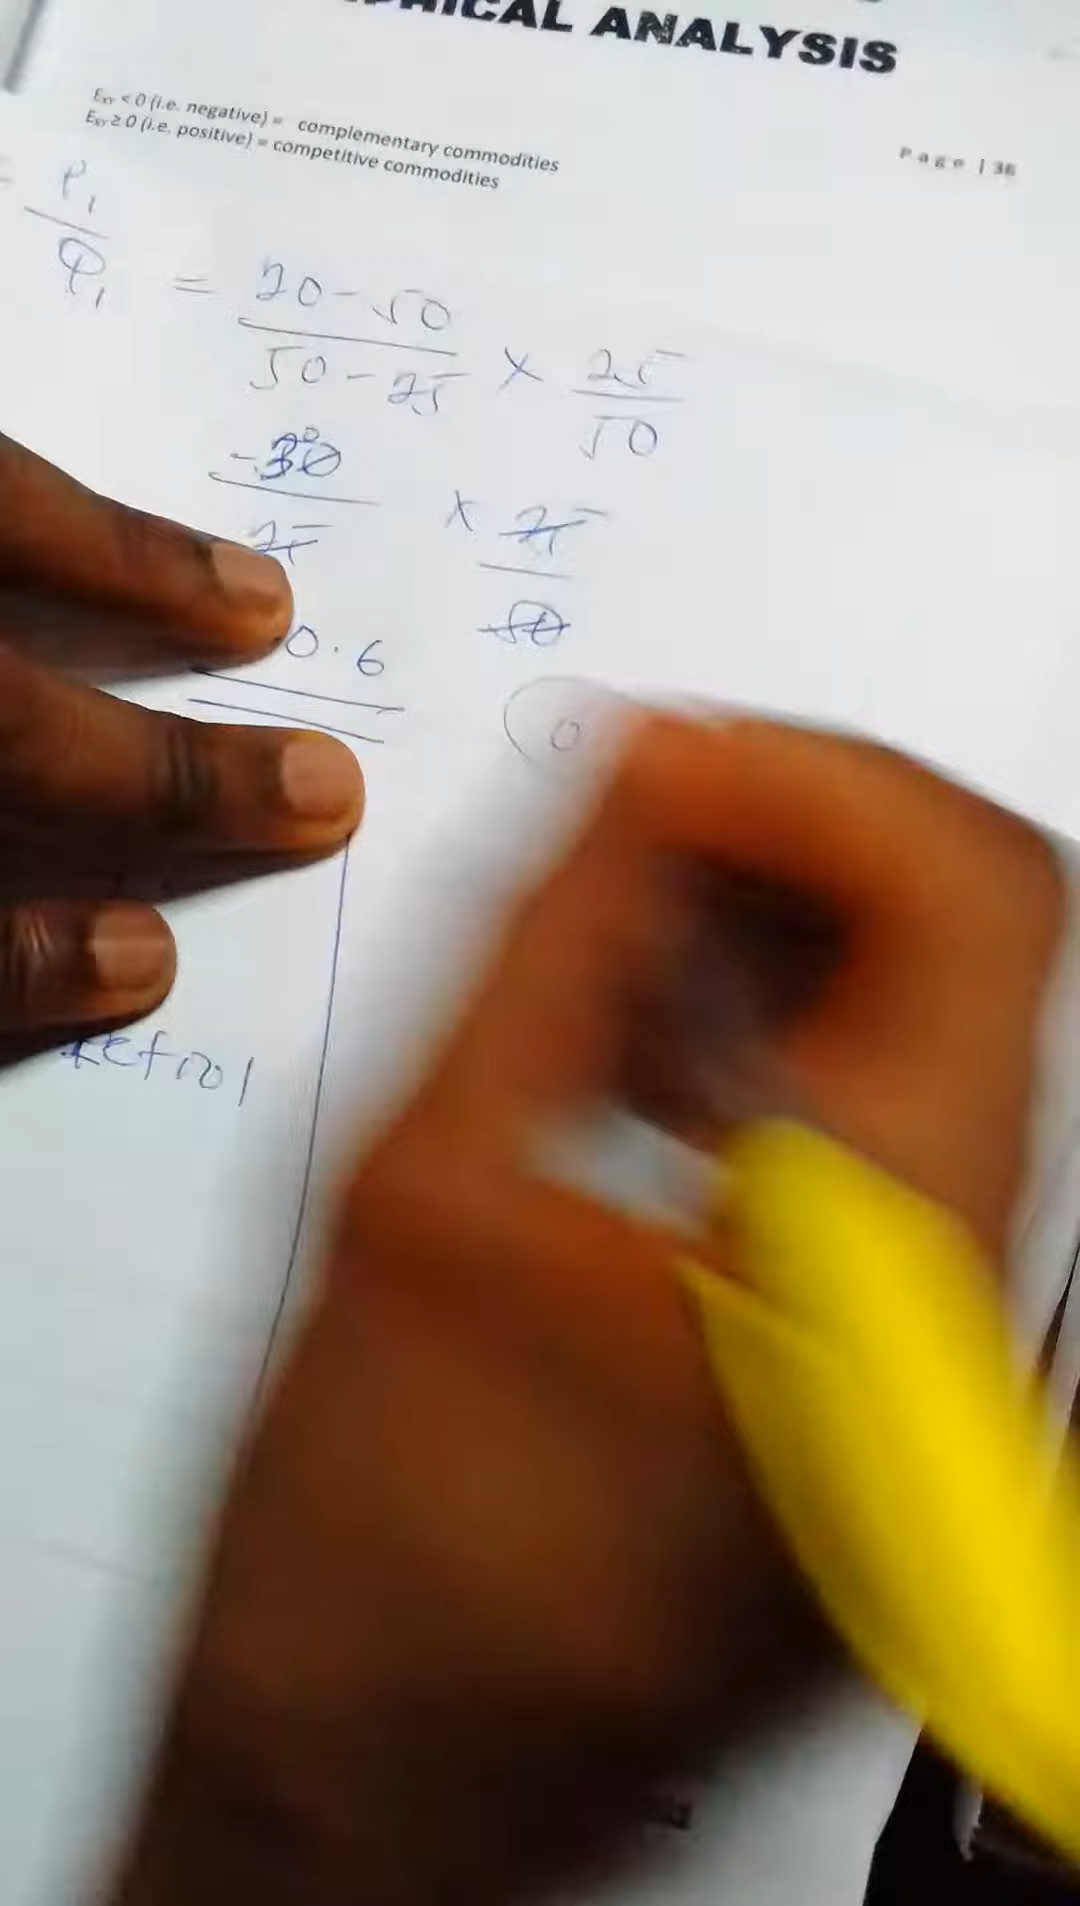 ANALYSIS
Exy < 0 (i.e. negative) = complementary commodities
Exy ≥ 0 (i.e. positive) = competitive commodities
Page | 36
P1
Q1 = 20-50 / 50-25 × 25 / 50
-30 / 25 × 25 / 50
0.6
0